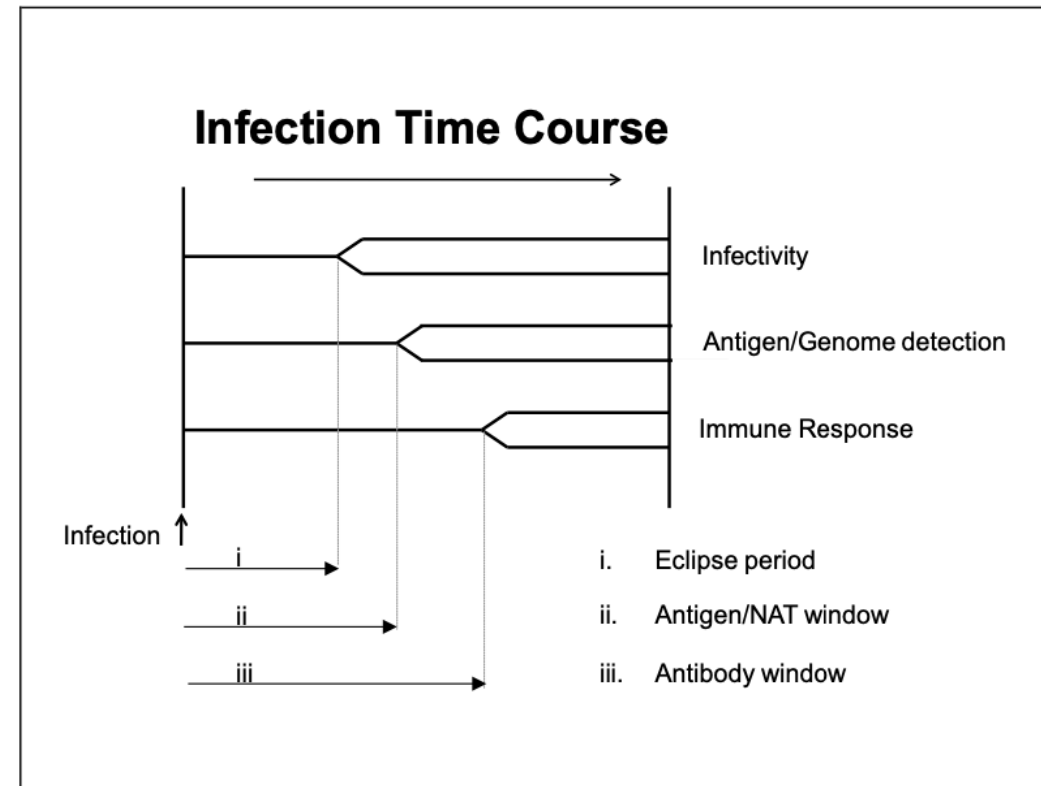 Infection Time Course
Infectivity
Antigen/Genome detection
Immune Response
Infection
i
ii
iii
i. Eclipse period
ii. Antigen/NAT window
iii. Antibody window